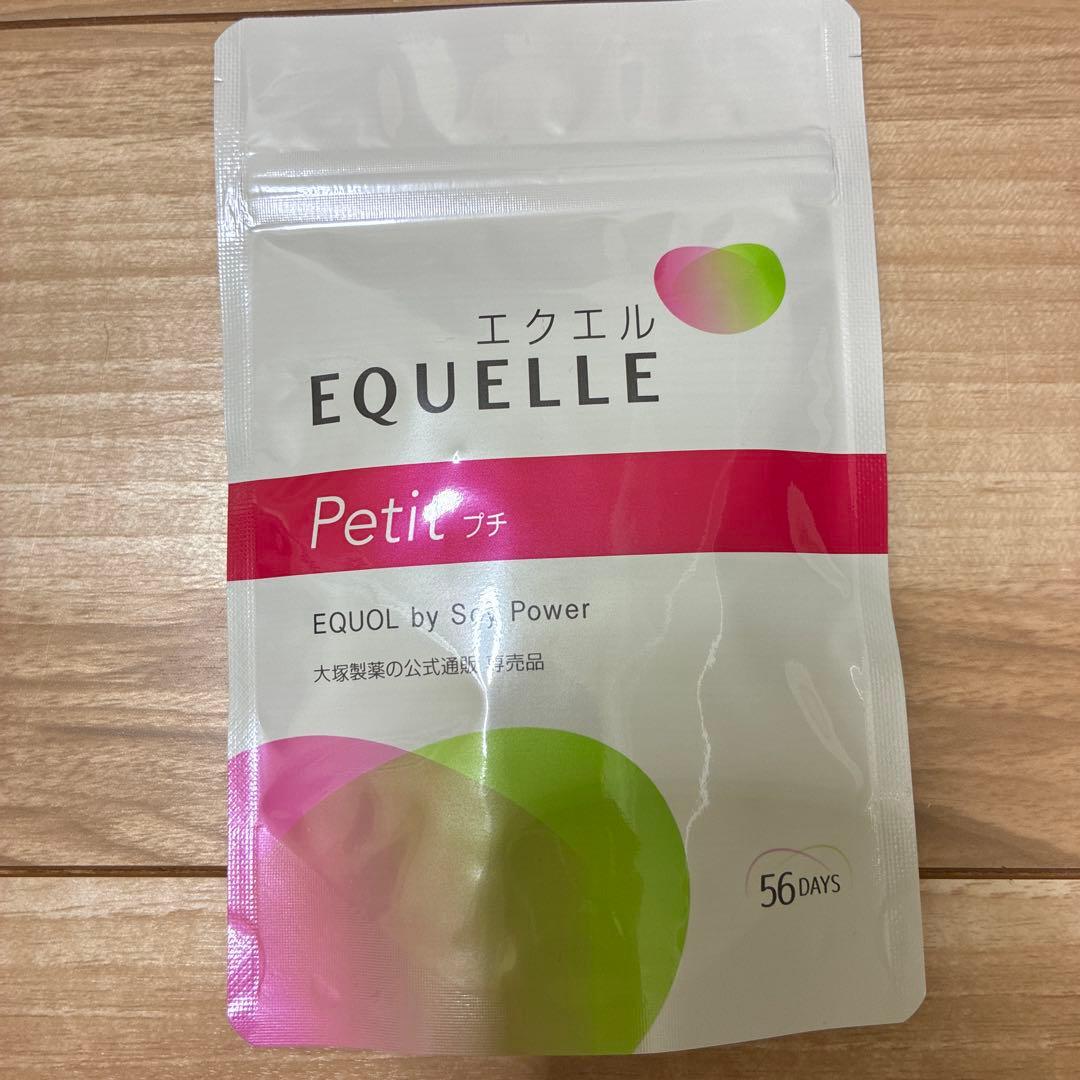 エクエル
EQUELLE
Petit プチ
EQUOL by Soy Power
大塚製薬の公式通販 専売品
56 DAYS